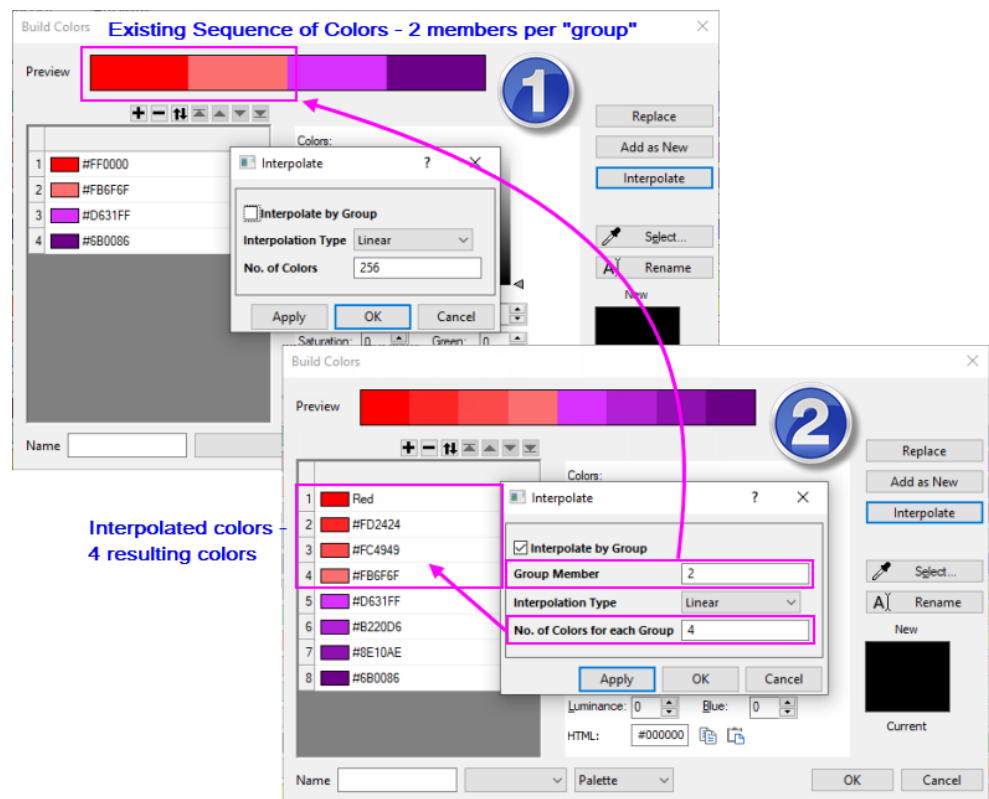 Build Colors
Existing Sequence of Colors - 2 members per "group"
Preview
1
Replace
Add as New
Interpolate
Select...
Rename
New
Colors:
1 #FF0000
2 #FB6F6F
3 #D631FF
4 #6B0086
Interpolate ?
Interpolate by Group
Interpolation Type Linear
No. of Colors 256
Apply OK Cancel
Saturation: 0 Green: 0
Name
Build Colors
Preview
2
Replace
Add as New
Interpolate
Select...
Rename
New
Current
Colors:
Interpolated colors -
4 resulting colors
1 Red
2 #FD2424
3 #FC4949
4 #FB6F6F
5 #D631FF
6 #B220D6
7 #8E10AE
8 #6B0086
Interpolate ?
Interpolate by Group
Group Member 2
Interpolation Type Linear
No. of Colors for each Group 4
Apply OK Cancel
Luminance: 0 Blue: 0
HTML: #000000
Name Palette OK Cancel